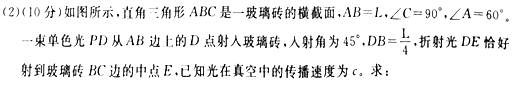 (2)(10分)如图所示,直角三角形ABC是一玻璃砖的横截面,AB=L,∠C=90°,∠A=60°。
一束单色光PD从AB边上的D点射入玻璃砖,入射角为45°,DB=L/4,折射光DE恰好
射到玻璃砖BC边的中点E,已知光在真空中的传播速度为c。求: